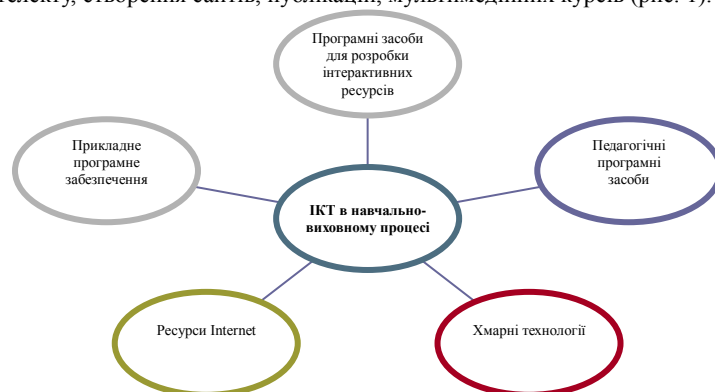 телекту, створення сайтів, публікацій, мультимедійних курсів (рис. 1).
Програмні засоби
для розробки
інтерактивних
ресурсів
Прикладне
програмне
забезпечення
Педагогічні
програмні
засоби
ІКТ в навчально-
виховному процесі
Ресурси Internet
Хмарні технології